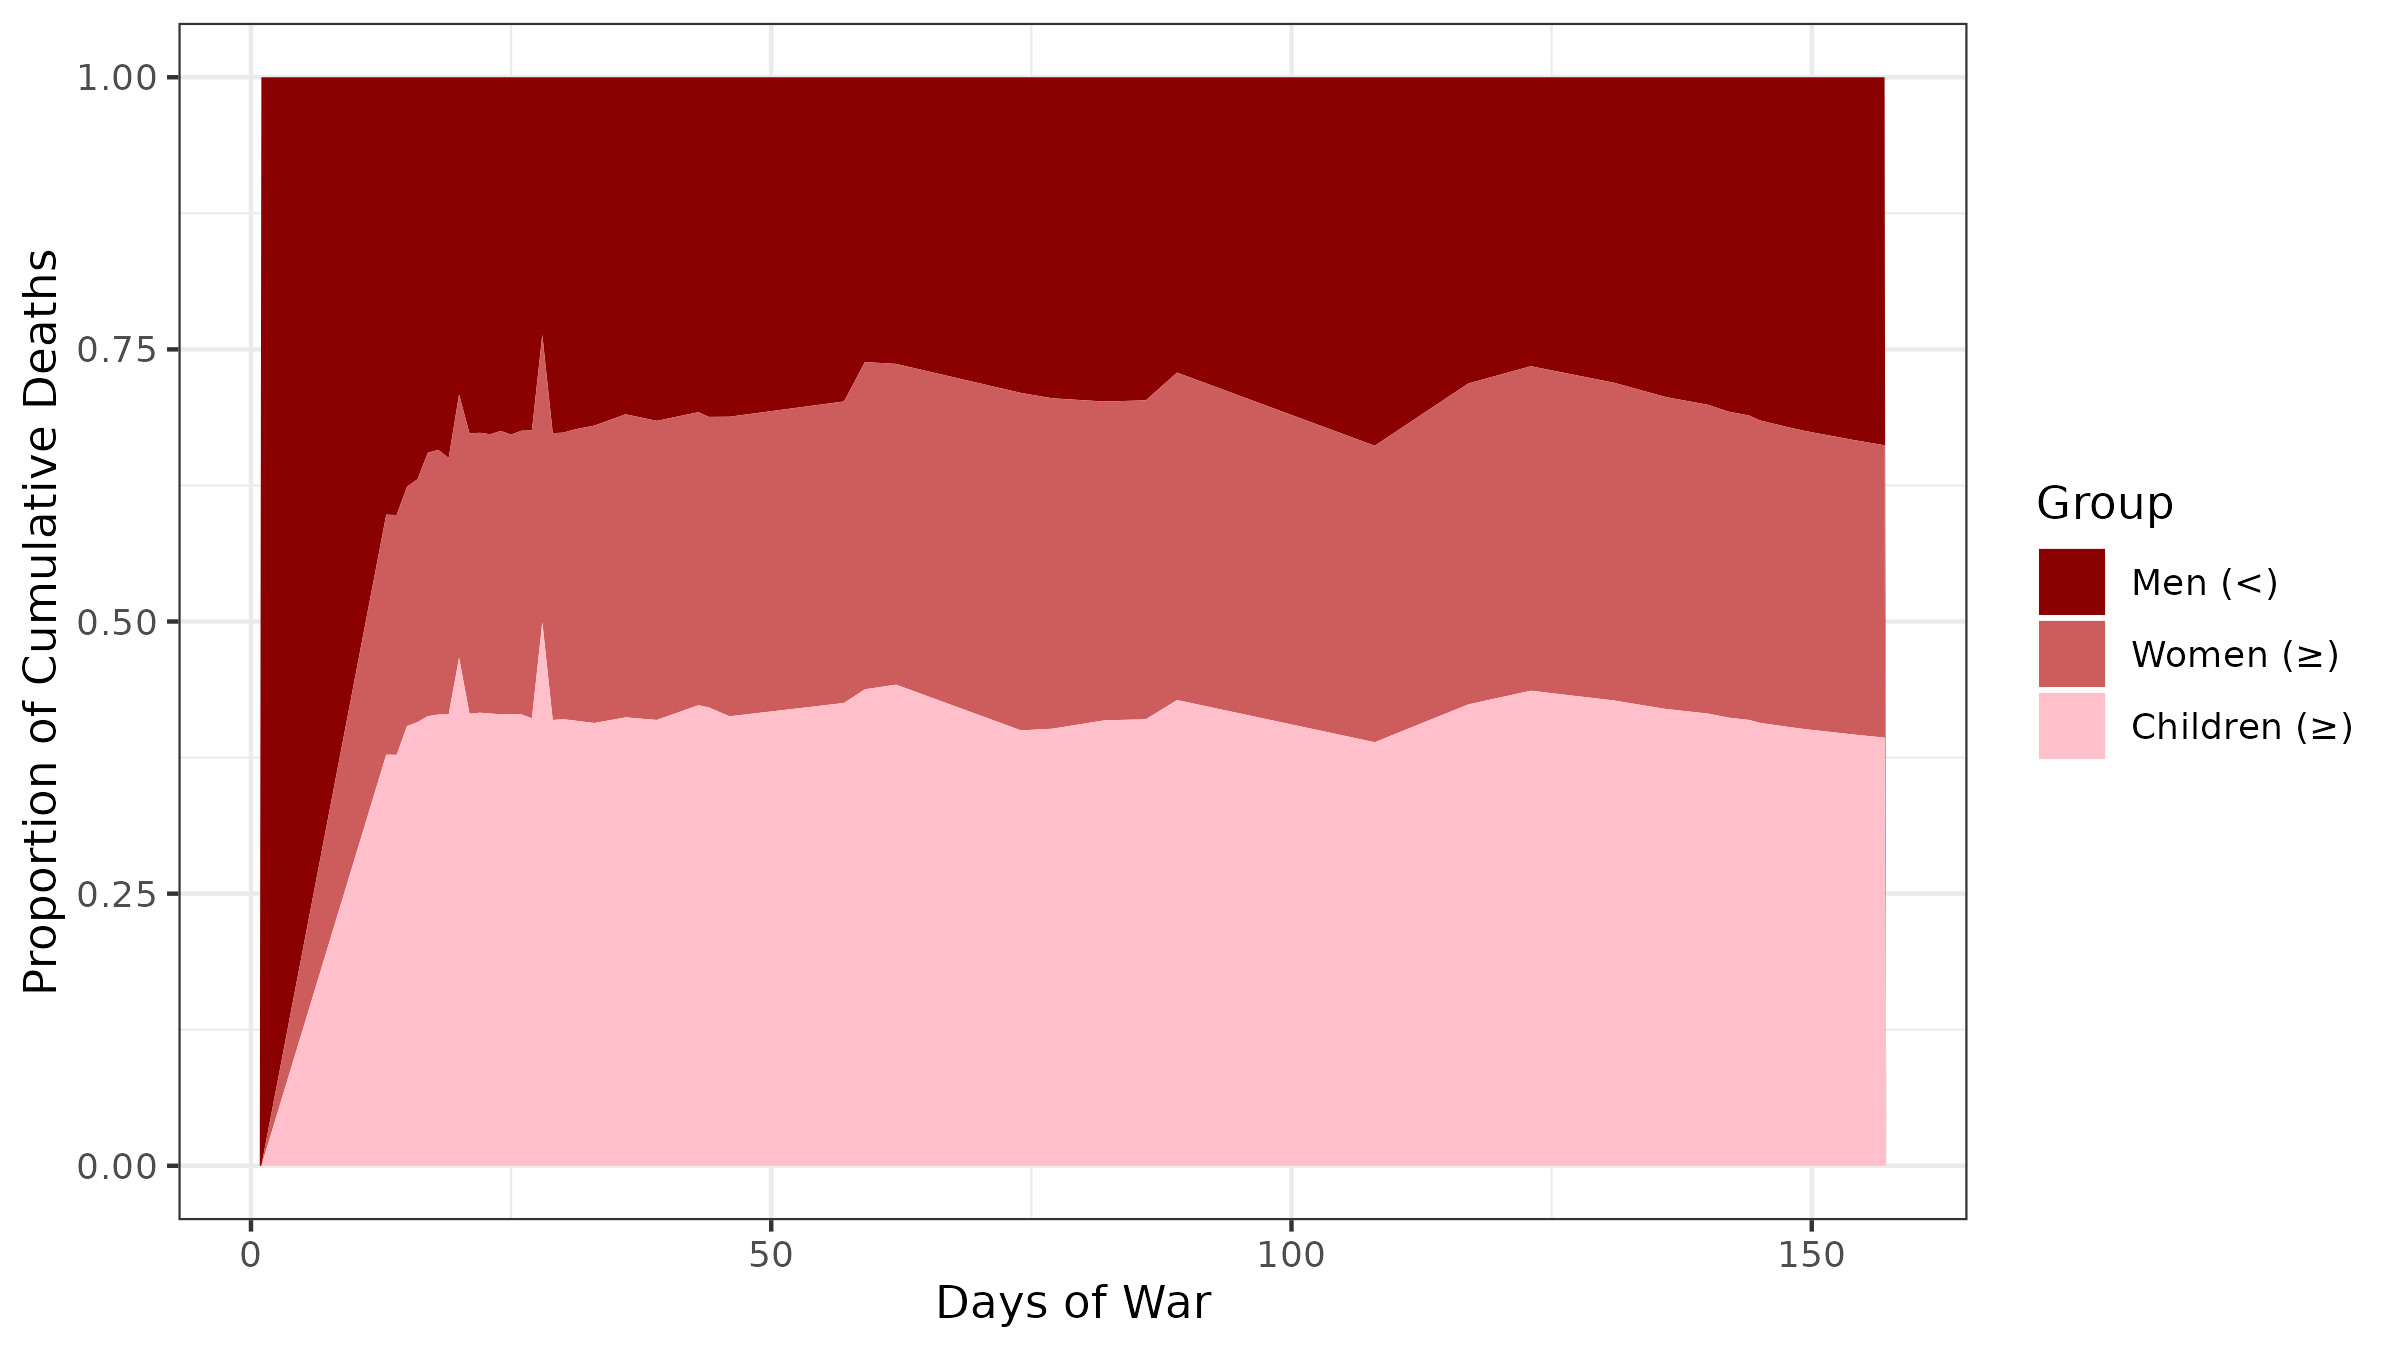 Proportion of Cumulative Deaths
1.00
0.75
0.50
0.25
0.00
0
50
100
150
Days of War
Group
Men (<)
Women (≥)
Children (≥)